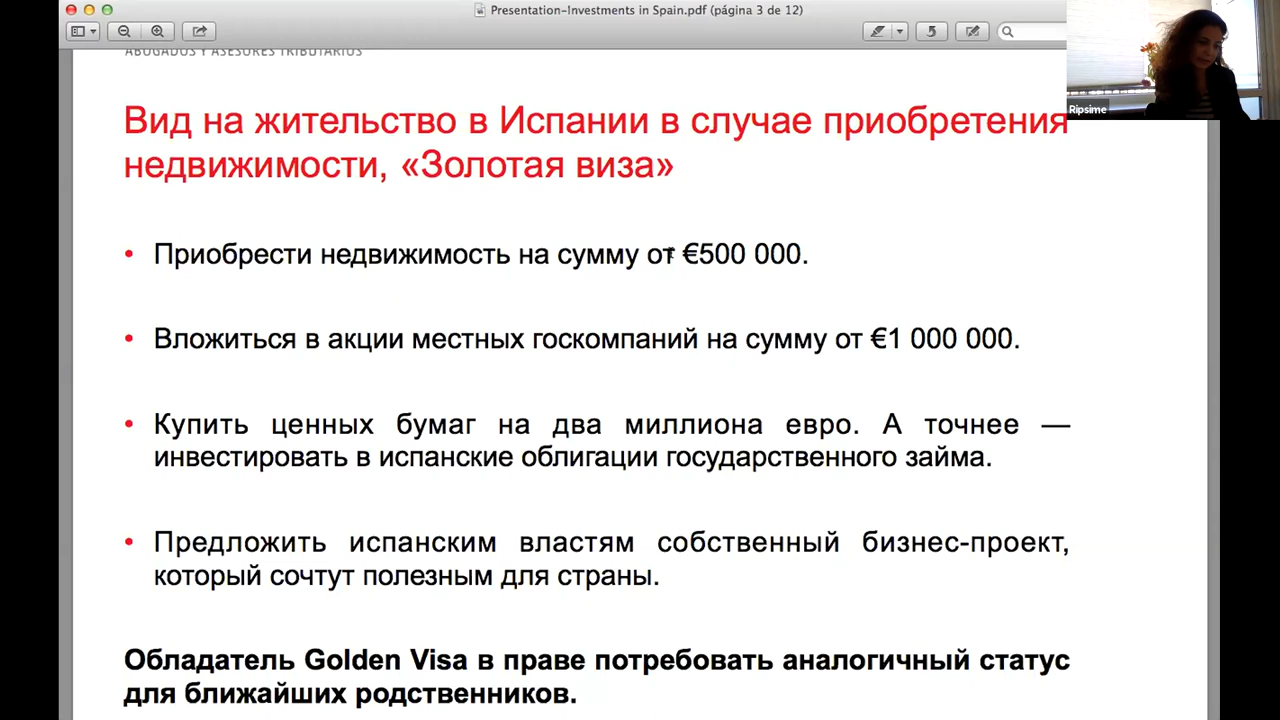 Presentation-Investments in Spain.pdf (página 3 de 12)
ABOGADOS Y ASESORES TRIBUTARIOS
Ripsime
Вид на жительство в Испании в случае приобретения
недвижимости, «Золотая виза»
• Приобрести недвижимость на сумму от €500 000.
• Вложиться в акции местных госкомпаний на сумму от €1 000 000.
• Купить ценных бумаг на два миллиона евро. А точнее —
инвестировать в испанские облигации государственного займа.
• Предложить испанским властям собственный бизнес-проект,
который сочтут полезным для страны.
Обладатель Golden Visa в праве потребовать аналогичный статус
для ближайших родственников.